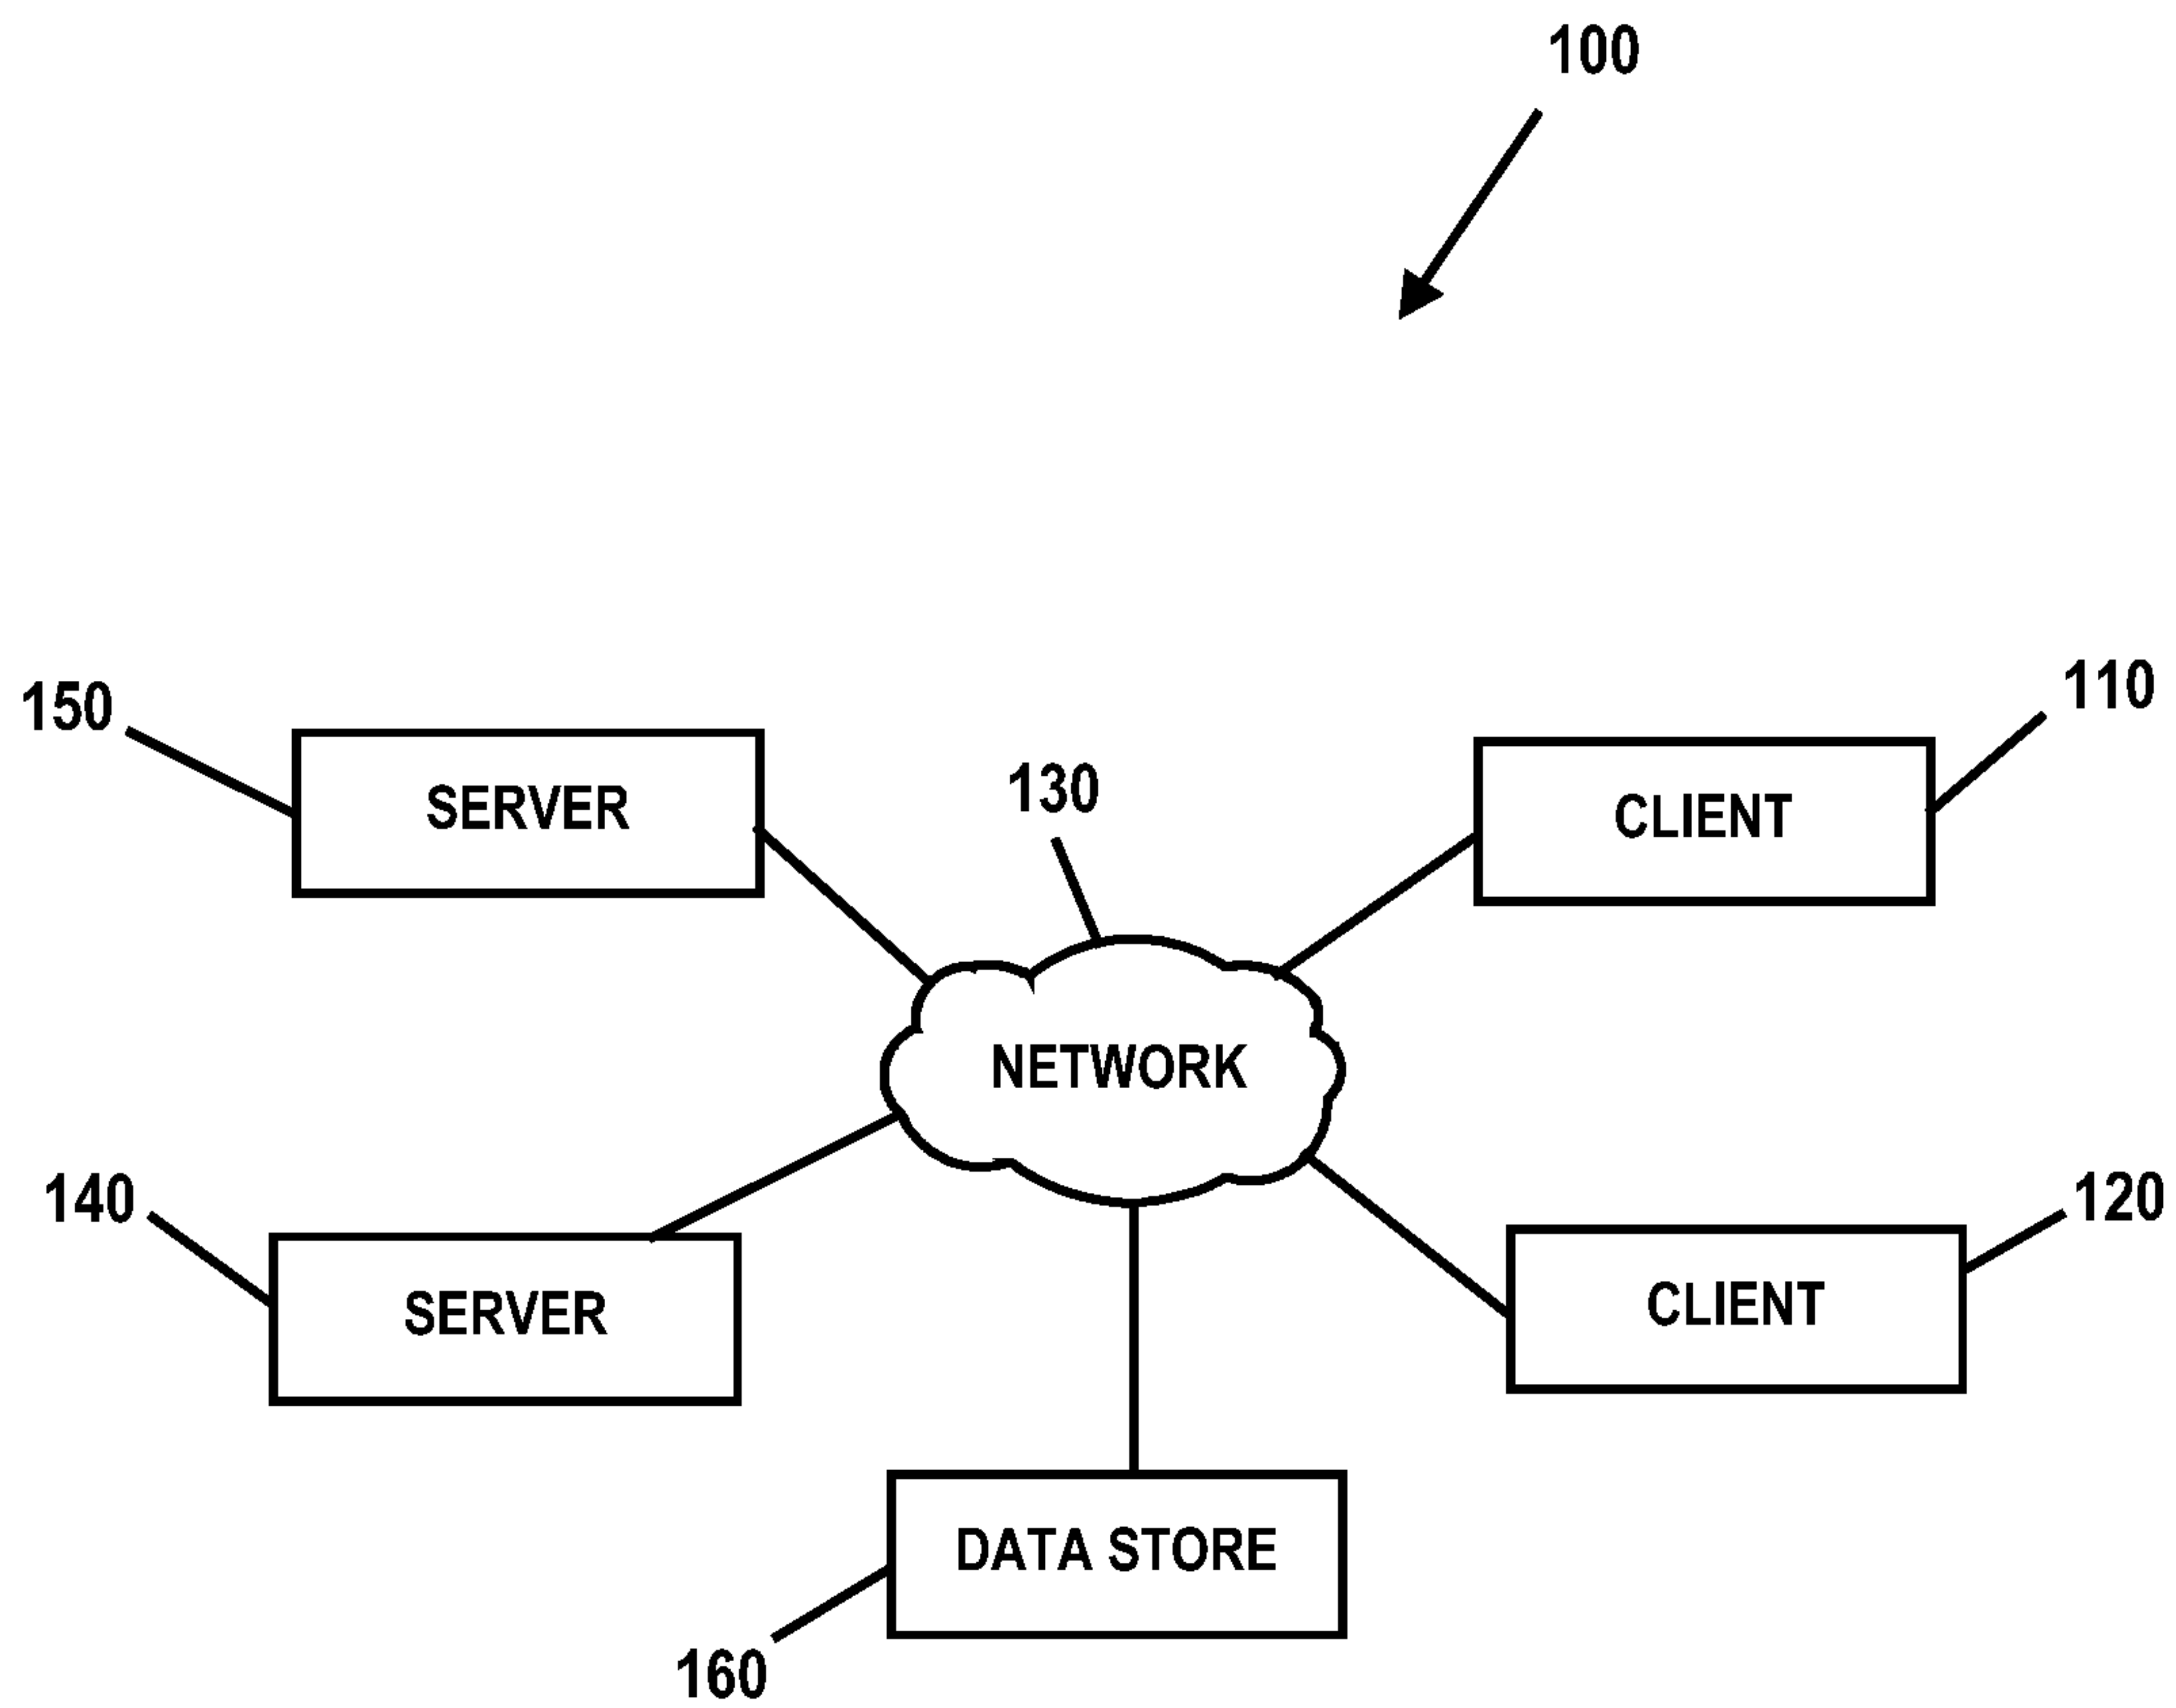 100
150
110
SERVER
130
CLIENT
NETWORK
140
120
SERVER
CLIENT
DATA STORE
160